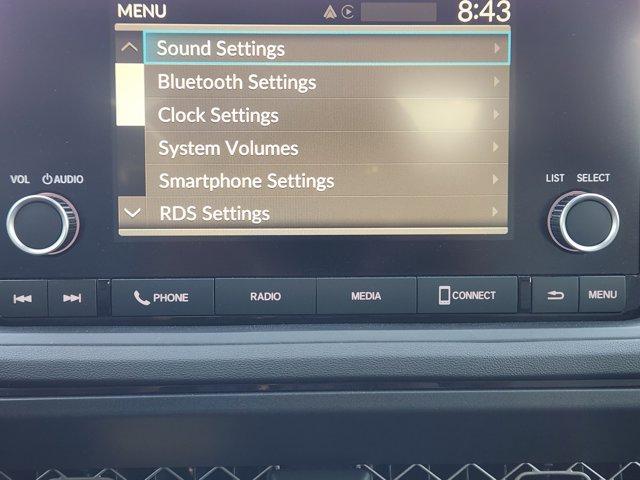 MENU 8:43
Sound Settings
Bluetooth Settings
Clock Settings
System Volumes
Smartphone Settings
RDS Settings
VOL AUDIO
LIST SELECT
PHONE RADIO MEDIA CONNECT MENU